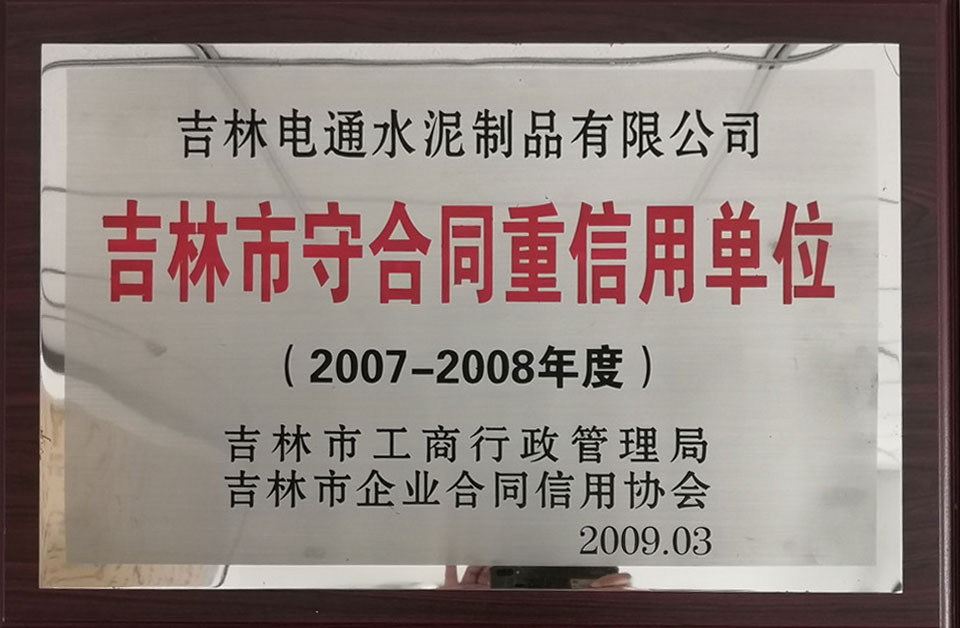 吉林电通水泥制品有限公司
吉林市守合同重信用单位
（2007-2008年度）
吉林市工商行政管理局
吉林市企业合同信用协会
2009.03